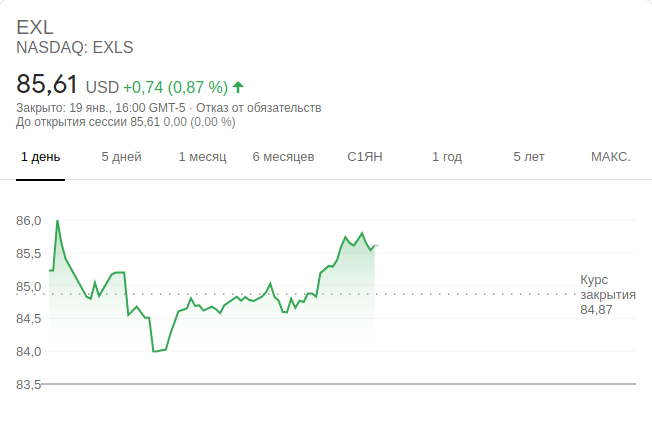 EXL
NASDAQ: EXLS
85,61 USD +0,74 (0,87 %)
Закрыто: 19 янв., 16:00 GMT-5 · Отказ от обязательств
До открытия сессии 85,61 0,00 (0,00 %)
1 день 5 дней 1 месяц 6 месяцев С1ЯН 1 год 5 лет МАКС.
86,0
85,5
85,0
84,5
84,0
83,5
Курс
закрытия
84,87